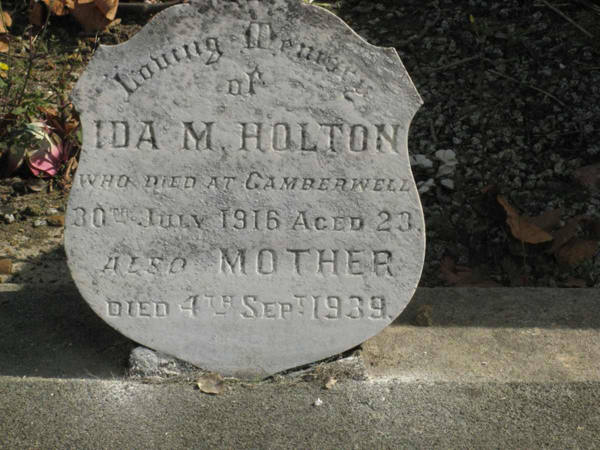 Loving Memory
of
IDA M. HOLTON
WHO DIED AT CAMBERWELL
30TH JULY 1916 AGED 23.
ALSO MOTHER
DIED 4TH SEPT. 1939.